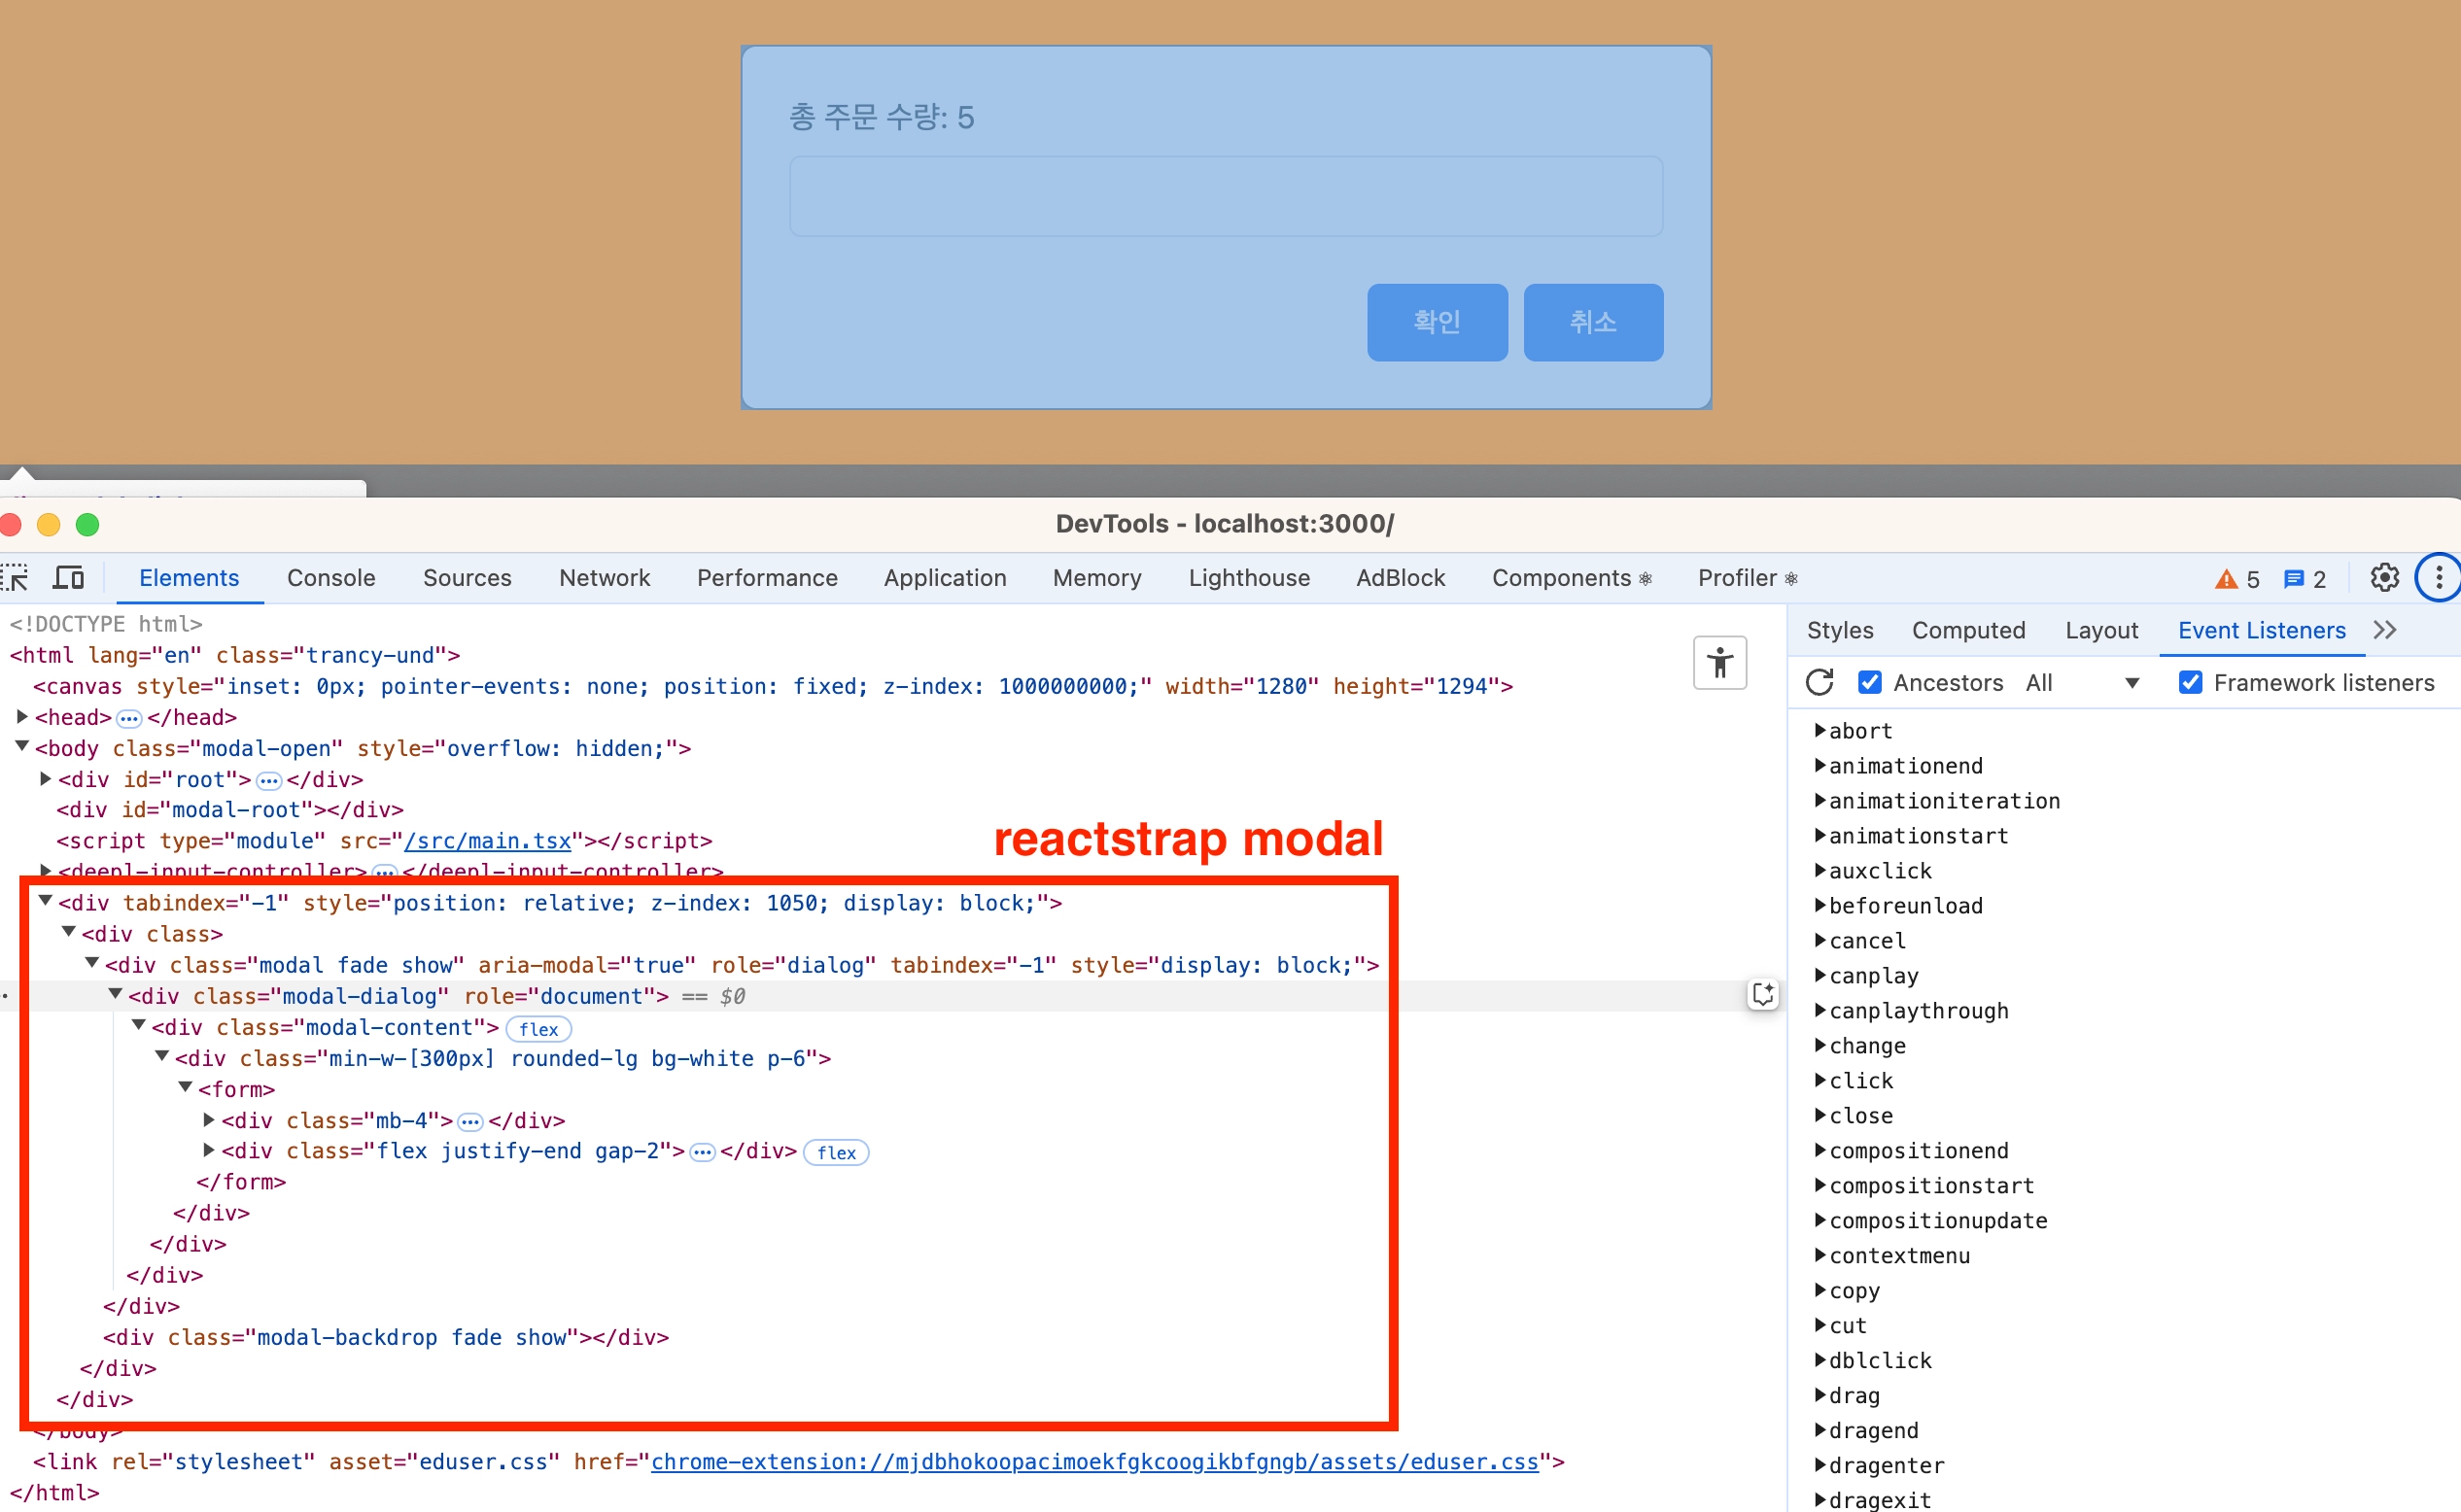 총 주문 수량: 5
확인 취소
DevTools - localhost:3000/
Elements Console Sources Network Performance Application Memory Lighthouse AdBlock Components ⚛ Profiler ⚛ 5 2
<!DOCTYPE html>
<html lang="en" class="trancy-und">
<canvas style="inset: 0px; pointer-events: none; position: fixed; z-index: 1000000000;" width="1280" height="1294">
<head>…</head>
<body class="modal-open" style="overflow: hidden;">
<div id="root">…</div>
<div id="modal-root"></div>
<script type="module" src="/src/main.tsx"></script>
reactstrap modal
<deepl-input-controller>…</deepl-input-controller>
<div tabindex="-1" style="position: relative; z-index: 1050; display: block;">
<div class>
<div class="modal fade show" aria-modal="true" role="dialog" tabindex="-1" style="display: block;">
<div class="modal-dialog" role="document"> == $0
<div class="modal-content"> flex
<div class="min-w-[300px] rounded-lg bg-white p-6">
<form>
<div class="mb-4">…</div>
<div class="flex justify-end gap-2">…</div> flex
</form>
</div>
</div>
</div>
</div>
<div class="modal-backdrop fade show"></div>
</div>
</div>
</body>
<link rel="stylesheet" asset="eduser.css" href="chrome-extension://mjdbhokoopacimoekfgkcoogikbfgngb/assets/eduser.css">
</html>
Styles Computed Layout Event Listeners
Ancestors All Framework listeners
abort
animationend
animationiteration
animationstart
auxclick
beforeunload
cancel
canplay
canplaythrough
change
click
close
compositionend
compositionstart
compositionupdate
contextmenu
copy
cut
dblclick
drag
dragend
dragenter
dragexit